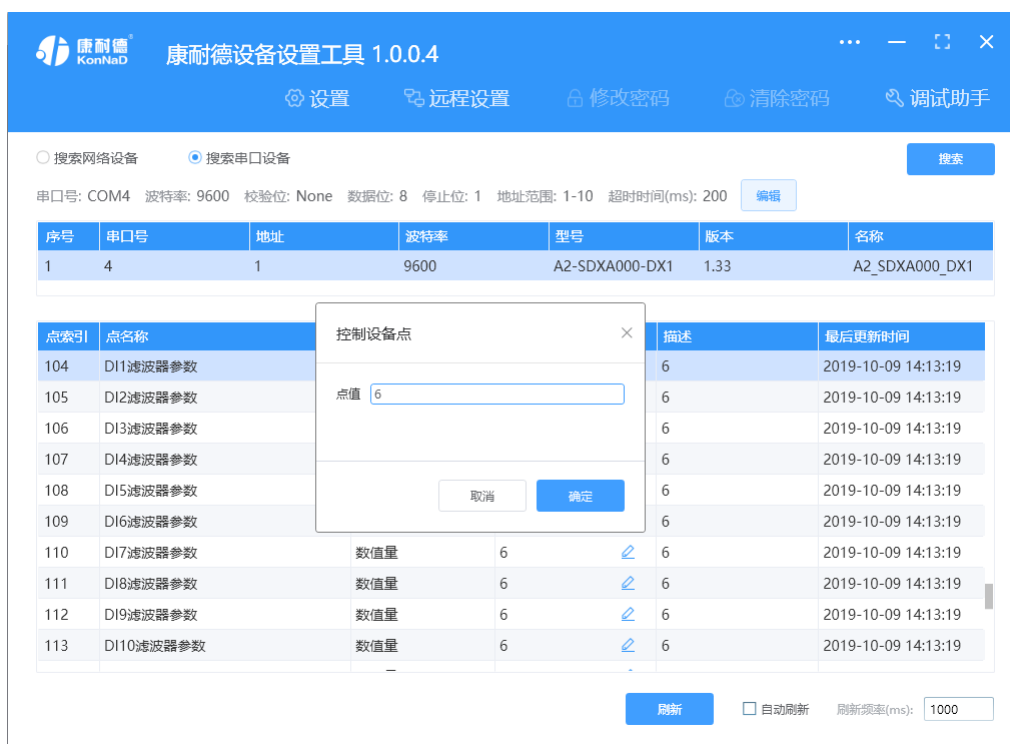 康耐德® KonNaD 康耐德设备设置工具 1.0.0.4
设置 远程设置 修改密码 清除密码 调试助手
搜索网络设备 搜索串口设备 搜索
串口号: COM4 波特率: 9600 校验位: None 数据位: 8 停止位: 1 地址范围: 1-10 超时时间(ms): 200 编辑
序号 串口号 地址 波特率 型号 版本 名称
1 4 1 9600 A2-SDXA000-DX1 1.33 A2_SDXA000_DX1
控制设备点
点值 6
取消 确定
点索引 点名称 描述 最后更新时间
104 DI1滤波器参数 6 2019-10-09 14:13:19
105 DI2滤波器参数 6 2019-10-09 14:13:19
106 DI3滤波器参数 6 2019-10-09 14:13:19
107 DI4滤波器参数 6 2019-10-09 14:13:19
108 DI5滤波器参数 6 2019-10-09 14:13:19
109 DI6滤波器参数 6 2019-10-09 14:13:19
110 DI7滤波器参数 数值量 6 6 2019-10-09 14:13:19
111 DI8滤波器参数 数值量 6 6 2019-10-09 14:13:19
112 DI9滤波器参数 数值量 6 6 2019-10-09 14:13:19
113 DI10滤波器参数 数值量 6 6 2019-10-09 14:13:19
刷新 自动刷新 刷新频率(ms): 1000